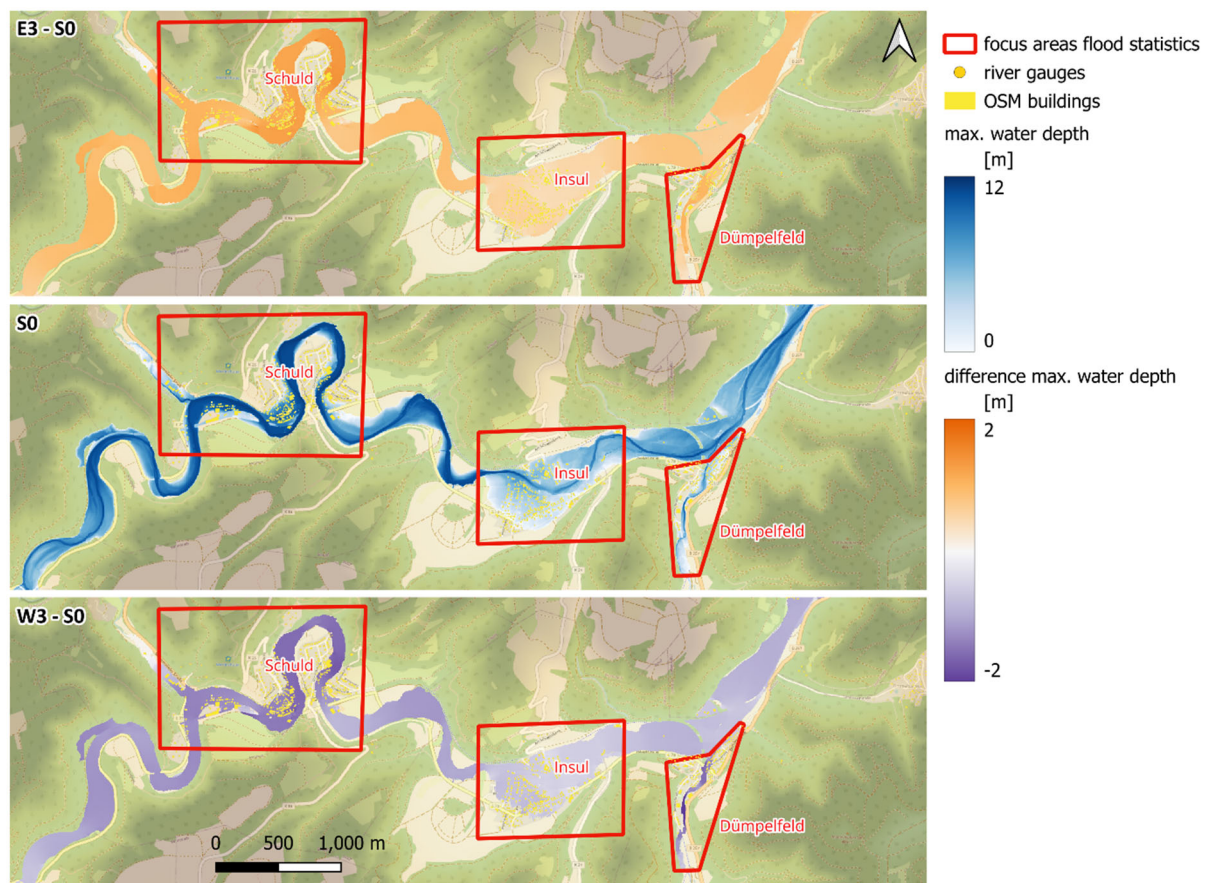 E3 - S0
Schuld
Insul
Dümpelfeld
S0
Schuld
Insul
Dümpelfeld
W3 - S0
Schuld
Insul
Dümpelfeld
0 500 1,000 m
focus areas flood statistics
river gauges
OSM buildings
max. water depth
[m]
12
0
difference max. water depth
[m]
2
-2